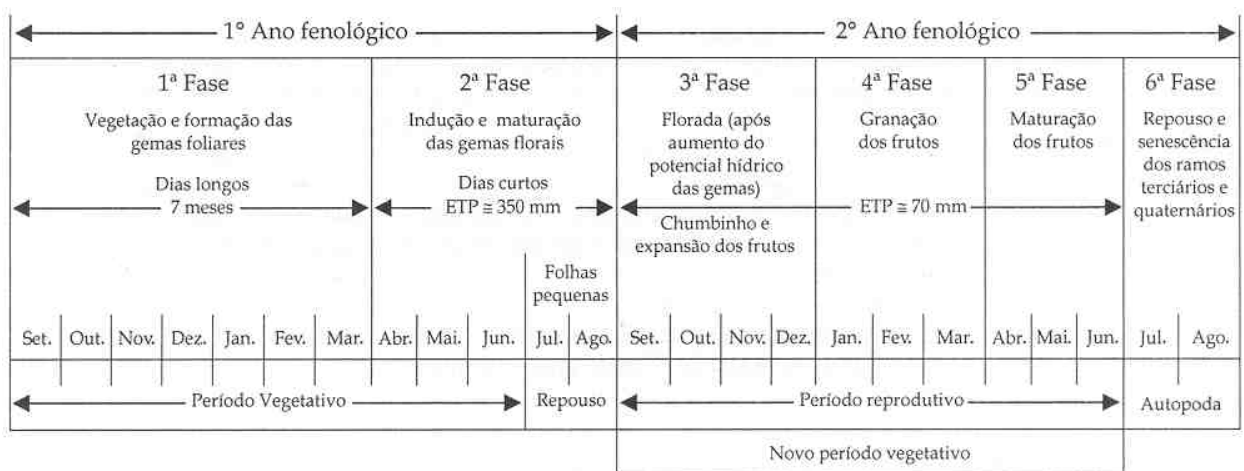 1º Ano fenológico
2º Ano fenológico
1ª Fase
Vegetação e formação das
gemas foliares
Dias longos
7 meses
2ª Fase
Indução e maturação
das gemas florais
Dias curtos
ETP ≅ 350 mm
Folhas
pequenas
3ª Fase
Florada (após
aumento do
potencial hídrico
das gemas)
Chumbinho e
expansão dos frutos
4ª Fase
Granação
dos frutos
ETP ≅ 70 mm
5ª Fase
Maturação
dos frutos
6ª Fase
Repouso e
senescência
dos ramos
terciários e
quaternários
Set. Out. Nov. Dez. Jan. Fev. Mar. Abr. Mai. Jun. Jul. Ago. Set. Out. Nov. Dez. Jan. Fev. Mar. Abr. Mai. Jun. Jul. Ago.
Período Vegetativo Repouso Período reprodutivo Autopoda
Novo período vegetativo